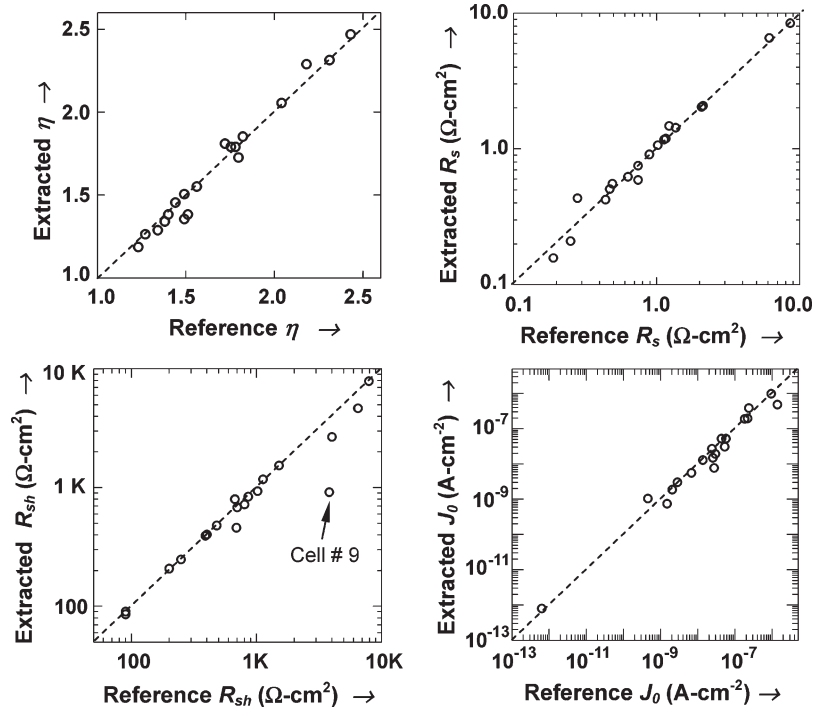 2.5
2.0
1.5
1.0
Extracted η →
1.0 1.5 2.0 2.5
Reference η →
10.0
1.0
0.1
Extracted Rs (Ω-cm²) →
0.1 1.0 10.0
Reference Rs (Ω-cm²) →
10 K
1 K
100
Extracted Rsh (Ω-cm²) →
Cell # 9
100 1K 10K
Reference Rsh (Ω-cm²) →
10⁻⁷
10⁻⁹
10⁻¹¹
10⁻¹³
Extracted J₀ (A-cm⁻²) →
10⁻¹³ 10⁻¹¹ 10⁻⁹ 10⁻⁷
Reference J₀ (A-cm⁻²) →